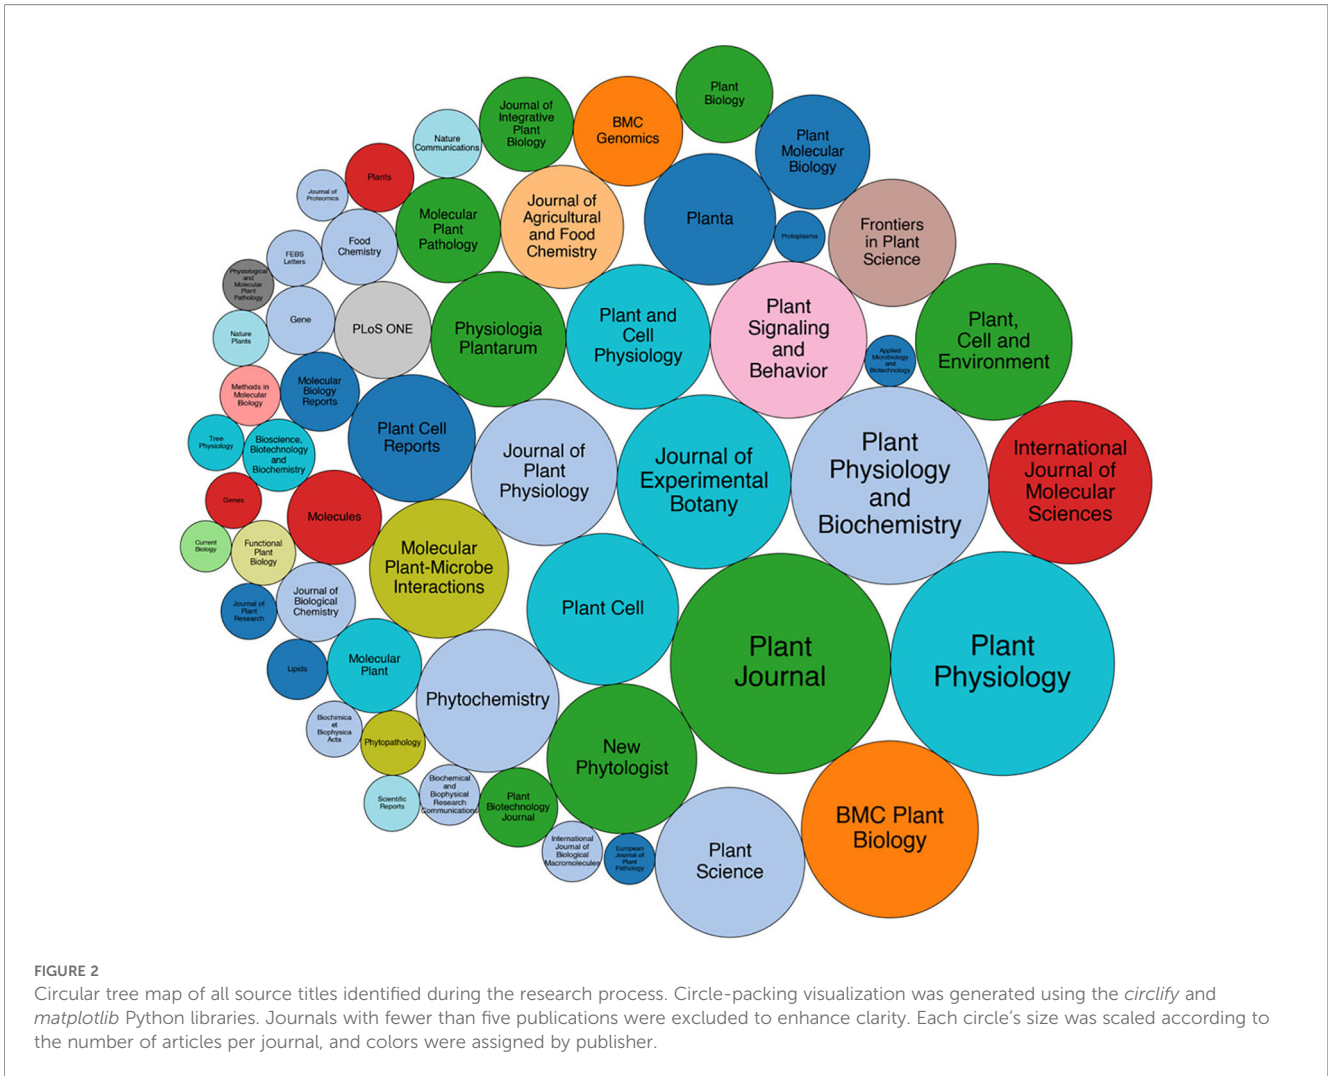 Plant
Biology
Journal of
Integrative
Plant
Biology
BMC
Genomics
Plant
Molecular
Biology
Nature
Communications
Plants
Journal of
Proteomics
Molecular
Plant
Pathology
Journal of
Agricultural
and Food
Chemistry
Planta
Protoplasma
Frontiers
in Plant
Science
Food
Chemistry
FEBS
Letters
Physiological
and
Molecular
Plant
Pathology
Gene
PLoS ONE
Physiologia
Plantarum
Plant and
Cell
Physiology
Plant
Signaling
and
Behavior
Applied
Microbiology
and
Biotechnology
Plant,
Cell and
Environment
Nature
Plants
Methods in
Molecular
Biology
Molecular
Biology
Reports
Plant Cell
Reports
Journal of
Plant
Physiology
Journal of
Experimental
Botany
Plant
Physiology
and
Biochemistry
International
Journal of
Molecular
Sciences
Tree
Physiology
Bioscience,
Biotechnology
and
Biochemistry
Genes
Molecules
Current
Biology
Functional
Plant
Biology
Molecular
Plant-Microbe
Interactions
Journal of
Plant
Research
Journal of
Biological
Chemistry
Plant Cell
Plant
Journal
Plant
Physiology
Lipids
Molecular
Plant
Phytochemistry
Biochimica
et
Biophysica
Acta
Phytopathology
New
Phytologist
Scientific
Reports
Biochemical
and
Biophysical
Research
Communications
Plant
Biotechnology
Journal
International
Journal of
Biological
Macromolecules
European
Journal of
Plant
Pathology
Plant
Science
BMC Plant
Biology
FIGURE 2
Circular tree map of all source titles identified during the research process. Circle-packing visualization was generated using the circlify and
matplotlib Python libraries. Journals with fewer than five publications were excluded to enhance clarity. Each circle's size was scaled according to
the number of articles per journal, and colors were assigned by publisher.